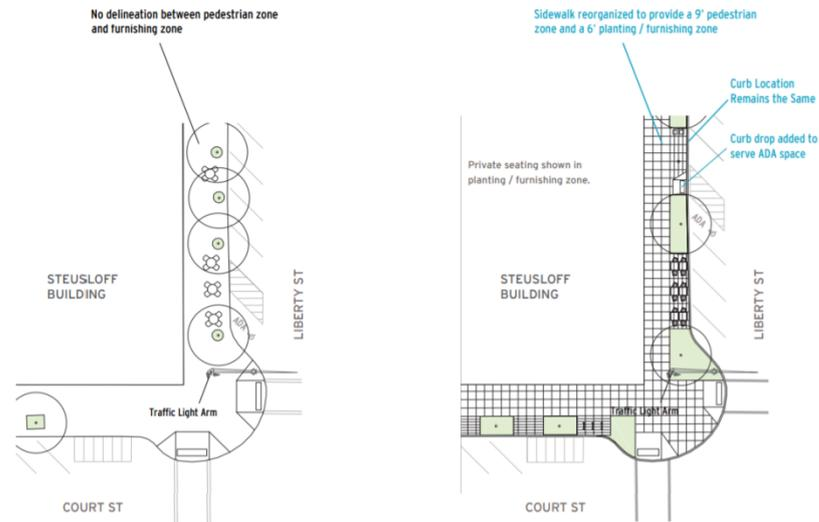 No delineation between pedestrian zone
and furnishing zone
STEUSLOFF
BUILDING
LIBERTY ST
ADA
Traffic Light Arm
COURT ST
Sidewalk reorganized to provide a 9' pedestrian
zone and a 6' planting / furnishing zone
Curb Location
Remains the Same
Curb drop added to
serve ADA space
Private seating shown in
planting / furnishing zone.
ADA
STEUSLOFF
BUILDING
LIBERTY ST
Traffic Light Arm
COURT ST